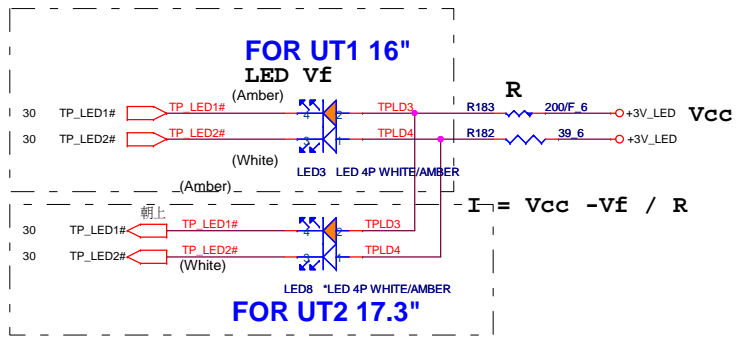 FOR UT1 16"
LED Vf
(Amber)
R
30 TP_LED1# TP_LED1# 4 2 TPLD3 R183 200/F_6 +3V_LED Vcc
30 TP_LED2# TP_LED2# 3 1 TPLD4 R182 39_6 +3V_LED
(White)
LED3 LED 4P WHITE/AMBER
(Amber)
I = Vcc -Vf / R
朝上
30 TP_LED1# TP_LED1# 4 2 TPLD3
30 TP_LED2# TP_LED2# 3 1 TPLD4
(White)
LED8 *LED 4P WHITE/AMBER
FOR UT2 17.3"